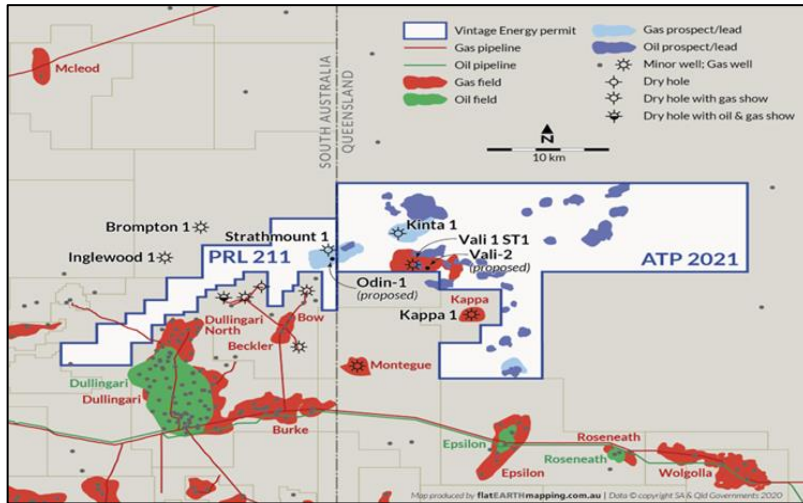 Vintage Energy permit
Gas pipeline
Oil pipeline
Gas field
Oil field
Gas prospect/lead
Oil prospect/lead
Minor well; Gas well
Dry hole
Dry hole with gas show
Dry hole with oil & gas show
Mcleod
SOUTH AUSTRALIA
QUEENSLAND
N
10 km
Brompton 1
Inglewood 1
Strathmount 1
PRL 211
Kinta 1
Vali 1 ST1
Vali-2
(proposed)
ATP 2021
Odin-1
(proposed)
Kappa
Kappa 1
Dullingari
North
Bow
Beckler
Montegue
Dullingari
Dullingari
Burke
Epsilon
Epsilon
Roseneath
Roseneath
Wolgolla
Map produced by flatEARTHmapping.com.au | Data © copyright SA & Qld Governments 2020